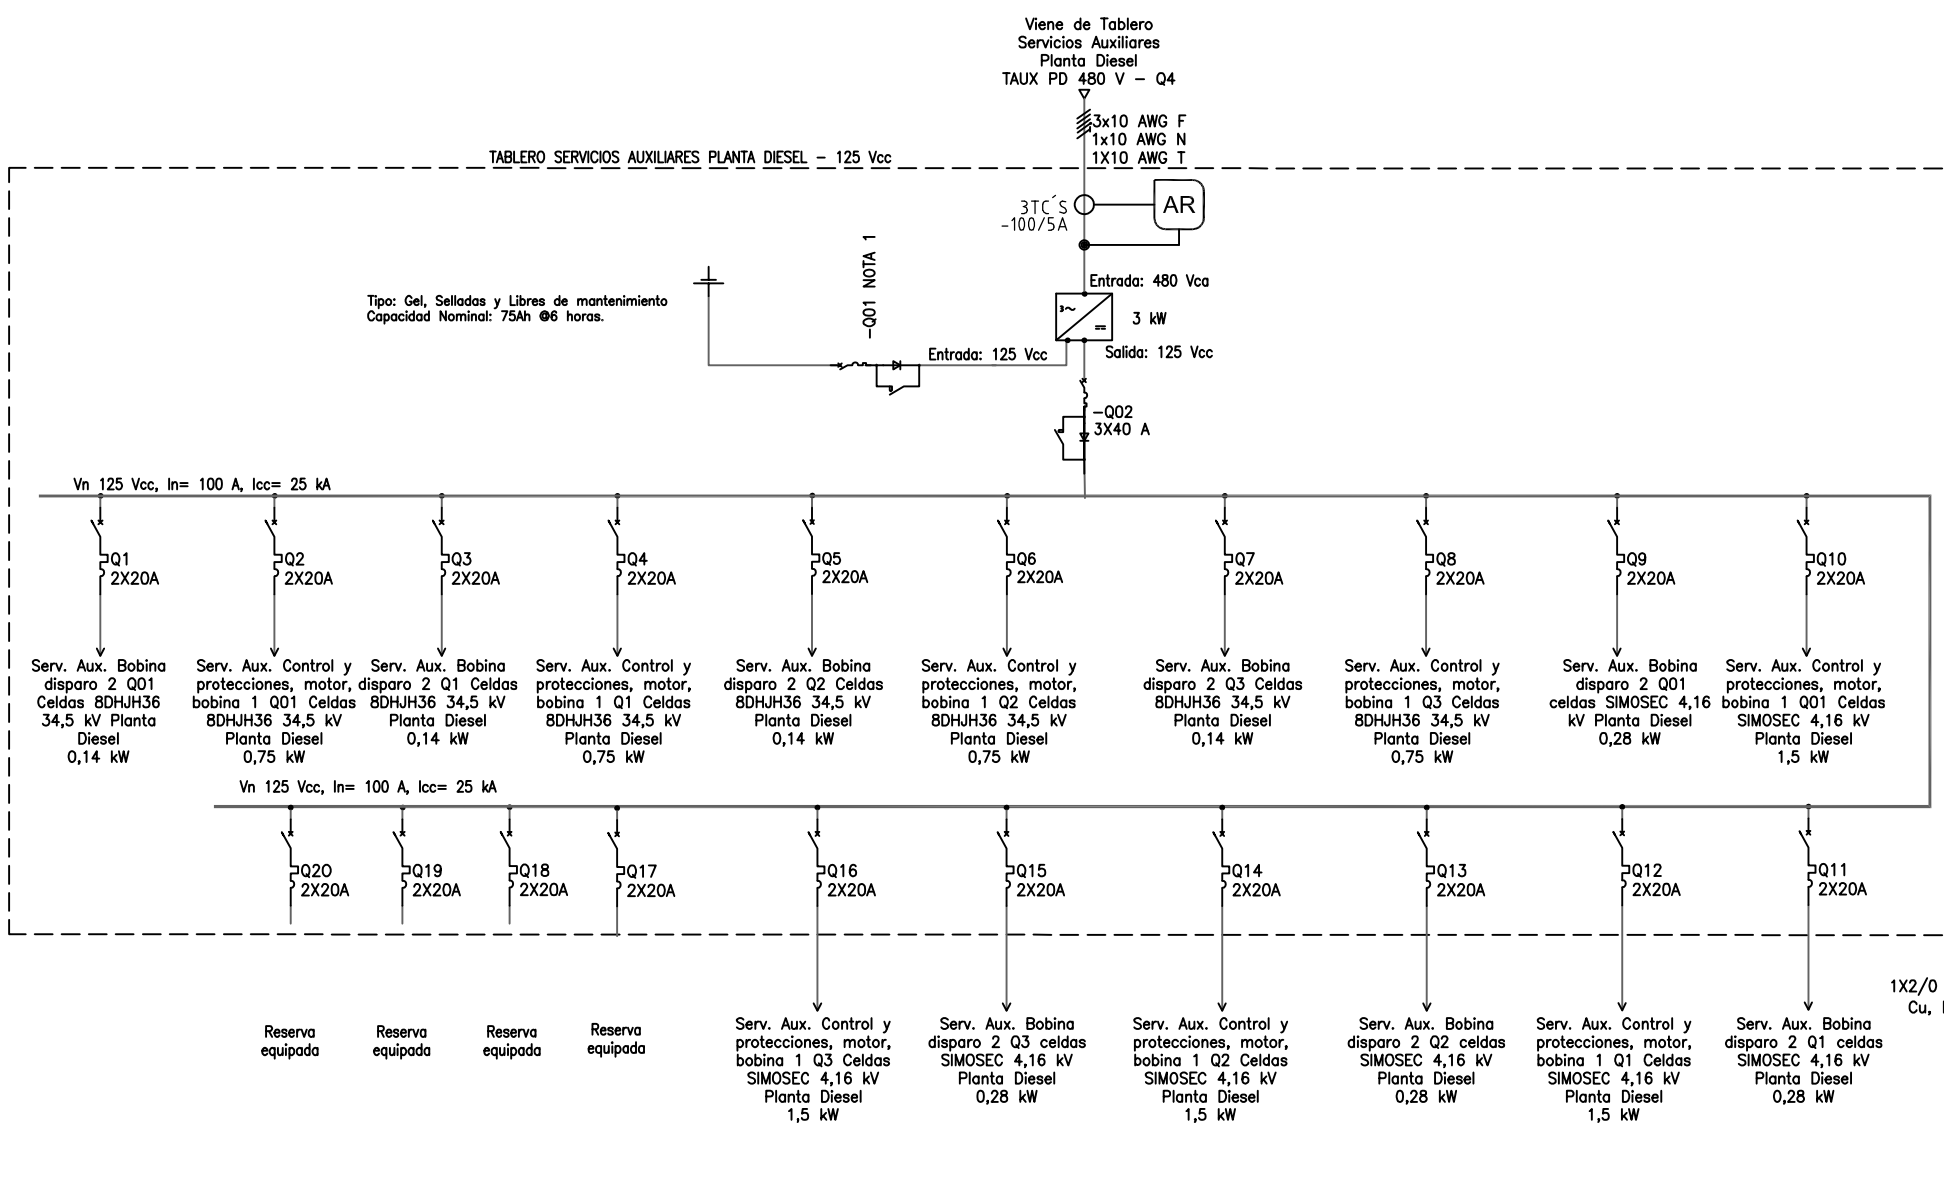 Viene de Tablero
Servicios Auxiliares
Planta Diesel
TAUX PD 480 V - Q4
3x10 AWG F
1x10 AWG N
1X10 AWG T
TABLERO SERVICIOS AUXILIARES PLANTA DIESEL - 125 Vcc
3TC´S
-100/5A
AR
-Q01 NOTA 1
Entrada: 480 Vca
Tipo: Gel, Selladas y Libres de mantenimiento
Capacidad Nominal: 75Ah @6 horas.
3~
3 kW
Entrada: 125 Vcc
Salida: 125 Vcc
-Q02
3X40 A
Vn 125 Vcc, In= 100 A, Icc= 25 kA
Q1
2X20A
Q2
2X20A
Q3
2X20A
Q4
2X20A
Q5
2X20A
Q6
2X20A
Q7
2X20A
Q8
2X20A
Q9
2X20A
Q10
2X20A
Serv. Aux. Bobina
disparo 2 Q01
Celdas 8DHJH36
34,5 kV Planta
Diesel
0,14 kW
Serv. Aux. Control y
protecciones, motor,
bobina 1 Q01 Celdas
8DHJH36 34,5 kV
Planta Diesel
0,75 kW
Serv. Aux. Bobina
disparo 2 Q1 Celdas
8DHJH36 34,5 kV
Planta Diesel
0,14 kW
Serv. Aux. Control y
protecciones, motor,
bobina 1 Q1 Celdas
8DHJH36 34,5 kV
Planta Diesel
0,75 kW
Serv. Aux. Bobina
disparo 2 Q2 Celdas
8DHJH36 34,5 kV
Planta Diesel
0,14 kW
Serv. Aux. Control y
protecciones, motor,
bobina 1 Q2 Celdas
8DHJH36 34,5 kV
Planta Diesel
0,75 kW
Serv. Aux. Bobina
disparo 2 Q3 Celdas
8DHJH36 34,5 kV
Planta Diesel
0,14 kW
Serv. Aux. Control y
protecciones, motor,
bobina 1 Q3 Celdas
8DHJH36 34,5 kV
Planta Diesel
0,75 kW
Serv. Aux. Bobina
disparo 2 Q01
celdas SIMOSEC 4,16
kV Planta Diesel
0,28 kW
Serv. Aux. Control y
protecciones, motor,
bobina 1 Q01 Celdas
SIMOSEC 4,16 kV
Planta Diesel
1,5 kW
Vn 125 Vcc, In= 100 A, Icc= 25 kA
Q20
2X20A
Q19
2X20A
Q18
2X20A
Q17
2X20A
Q16
2X20A
Q15
2X20A
Q14
2X20A
Q13
2X20A
Q12
2X20A
Q11
2X20A
1X2/0
Cu,
Reserva
equipada
Reserva
equipada
Reserva
equipada
Reserva
equipada
Serv. Aux. Control y
protecciones, motor,
bobina 1 Q3 Celdas
SIMOSEC 4,16 kV
Planta Diesel
1,5 kW
Serv. Aux. Bobina
disparo 2 Q3 celdas
SIMOSEC 4,16 kV
Planta Diesel
0,28 kW
Serv. Aux. Control y
protecciones, motor,
bobina 1 Q2 Celdas
SIMOSEC 4,16 kV
Planta Diesel
1,5 kW
Serv. Aux. Bobina
disparo 2 Q2 celdas
SIMOSEC 4,16 kV
Planta Diesel
0,28 kW
Serv. Aux. Control y
protecciones, motor,
bobina 1 Q1 Celdas
SIMOSEC 4,16 kV
Planta Diesel
1,5 kW
Serv. Aux. Bobina
disparo 2 Q1 celdas
SIMOSEC 4,16 kV
Planta Diesel
0,28 kW